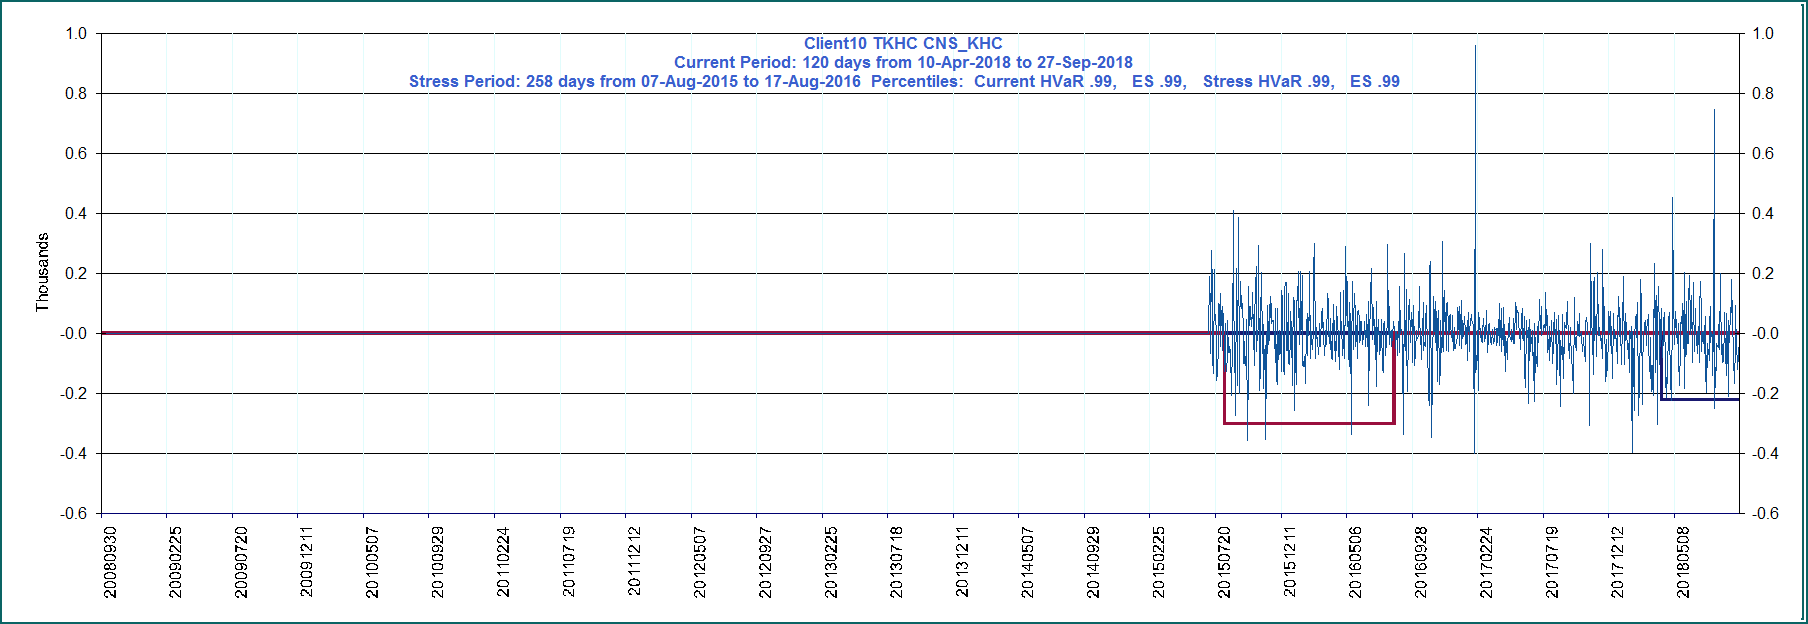 Client10 TKHC CNS_KHC
Current Period: 120 days from 10-Apr-2018 to 27-Sep-2018
Stress Period: 258 days from 07-Aug-2015 to 17-Aug-2016  Percentiles:  Current HVaR .99,   ES .99,   Stress HVaR .99,   ES .99
1.0 1.0
0.8 0.8
0.6 0.6
0.4 0.4
0.2 0.2
-0.0 -0.0
-0.2 -0.2
-0.4 -0.4
-0.6 -0.6
Thousands
20080930 20090225 20090720 20091211 20100507 20100929 20110224 20110719 20111212 20120507 20120927 20130225 20130718 20131211 20140507 20140929 20150225 20150720 20151211 20160506 20160928 20170224 20170719 20171212 20180508